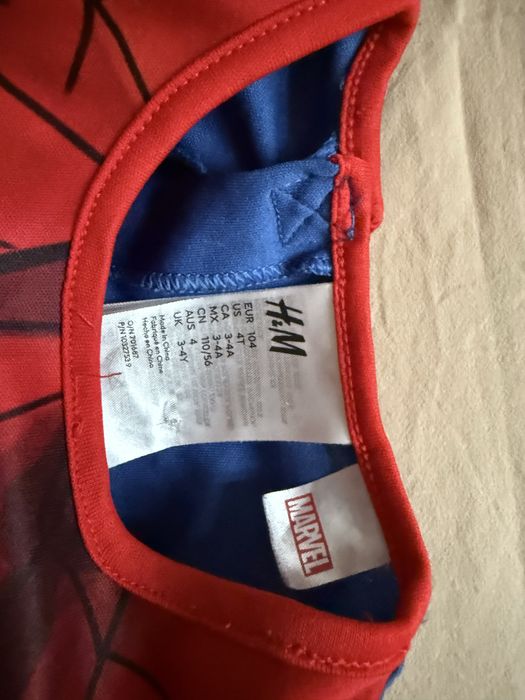 H&M
EUR 104
US 4T
CA 3-4A
MX 3-4A
CN 110/56
AUS 4
UK 3-4Y
Made in China
Fabriqué en Chine
Hecho en China
O/N 701687
MARVEL